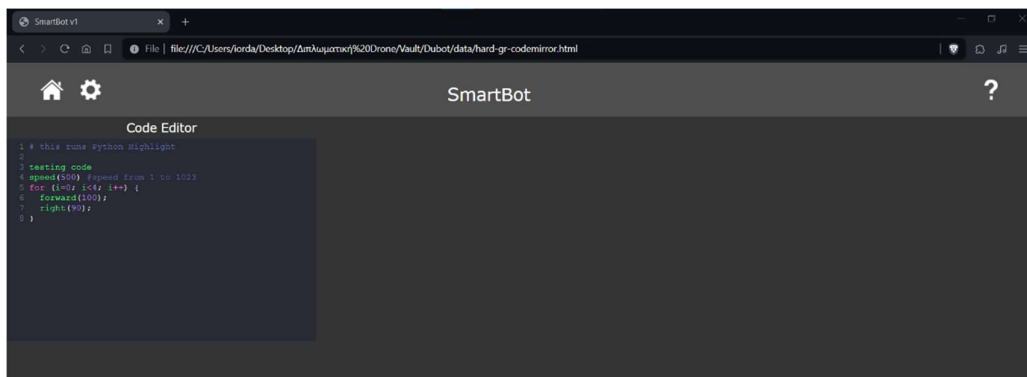 SmartBot v1
File | file:///C:/Users/iorda/Desktop/Διπλωματική%20Drone/Vault/Dubot/data/hard-gr-codemirror.html
SmartBot
?
Code Editor
1 # this runs Python Highlight
2
3 testing code
4 speed(500) #speed from 1 to 1023
5 for (i=0; i<4; i++) {
6 forward(100);
7 right(90);
8 }